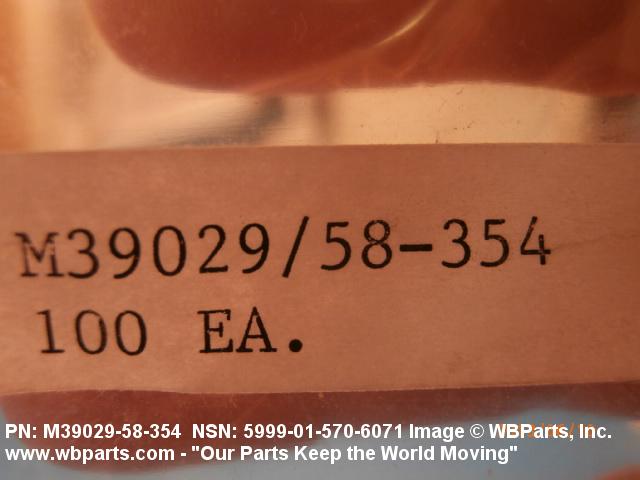 M39029/58-354
100 EA.
PN: M39029-58-354 NSN: 5999-01-570-6071 Image © WBParts, Inc.
www.wbparts.com - "Our Parts Keep the World Moving"